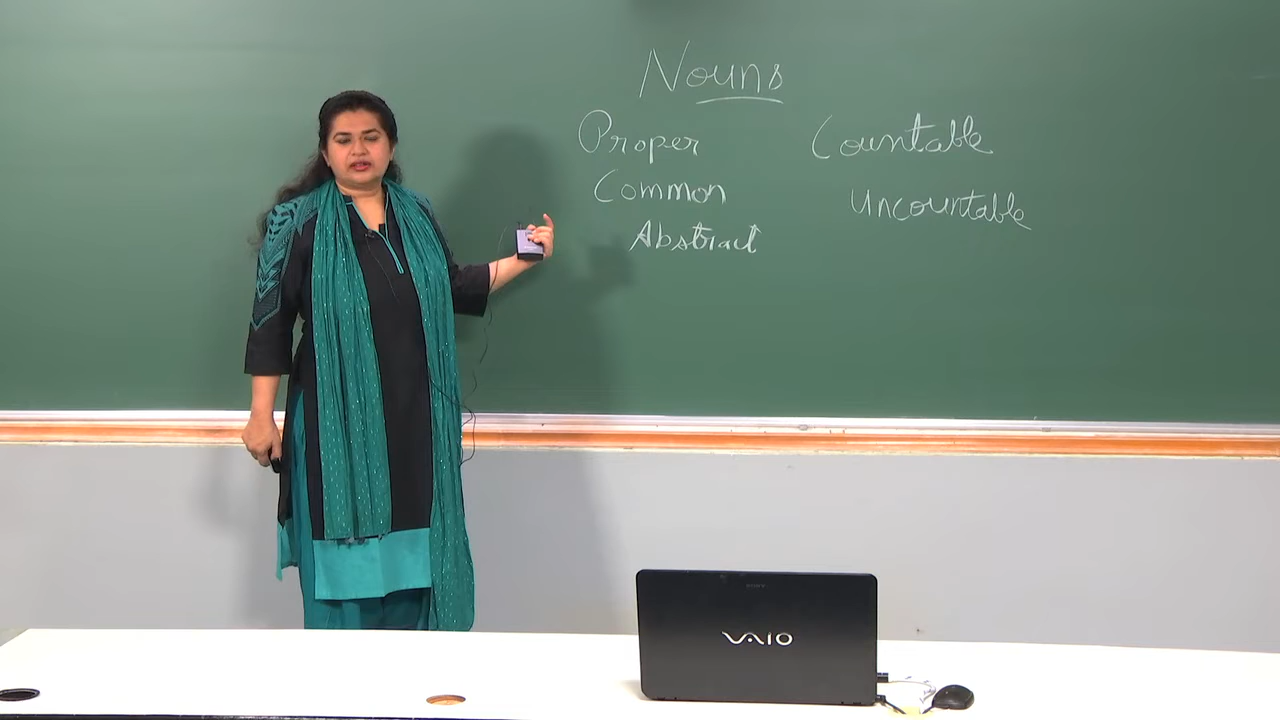 Nouns
Proper
Common
Abstract
Countable
Uncountable
VAIO